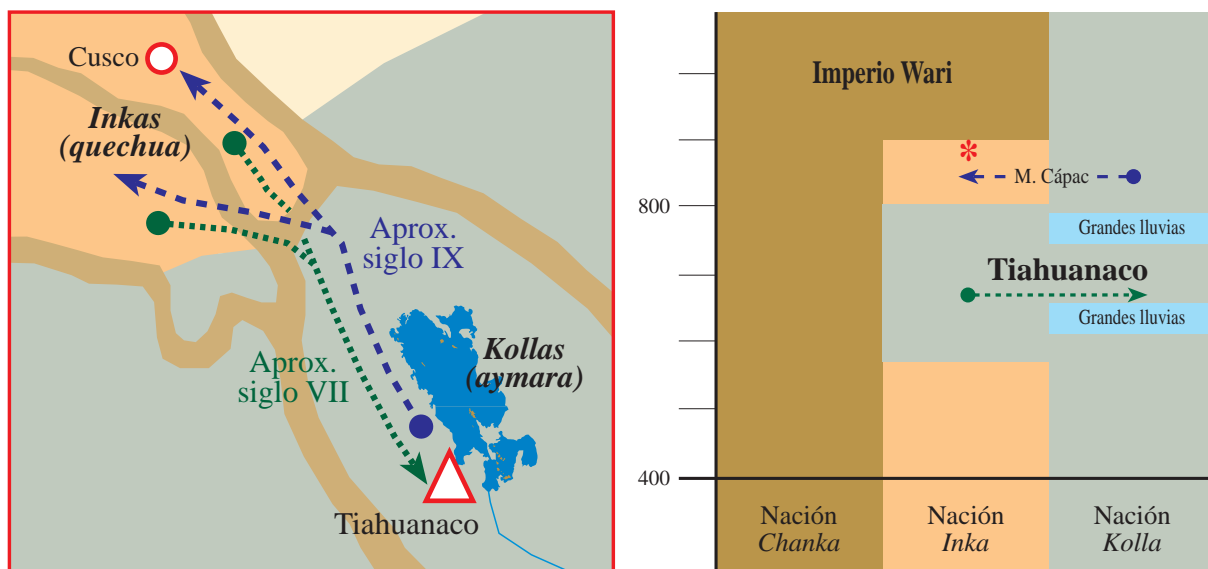 Cusco
Inkas
(quechua)
Aprox.
siglo IX
Kollas
(aymara)
Aprox.
siglo VII
Tiahuanaco
Imperio Wari
*
M. Cápac
800
Grandes lluvias
Tiahuanaco
Grandes lluvias
400
Nación
Chanka
Nación
Inka
Nación
Kolla